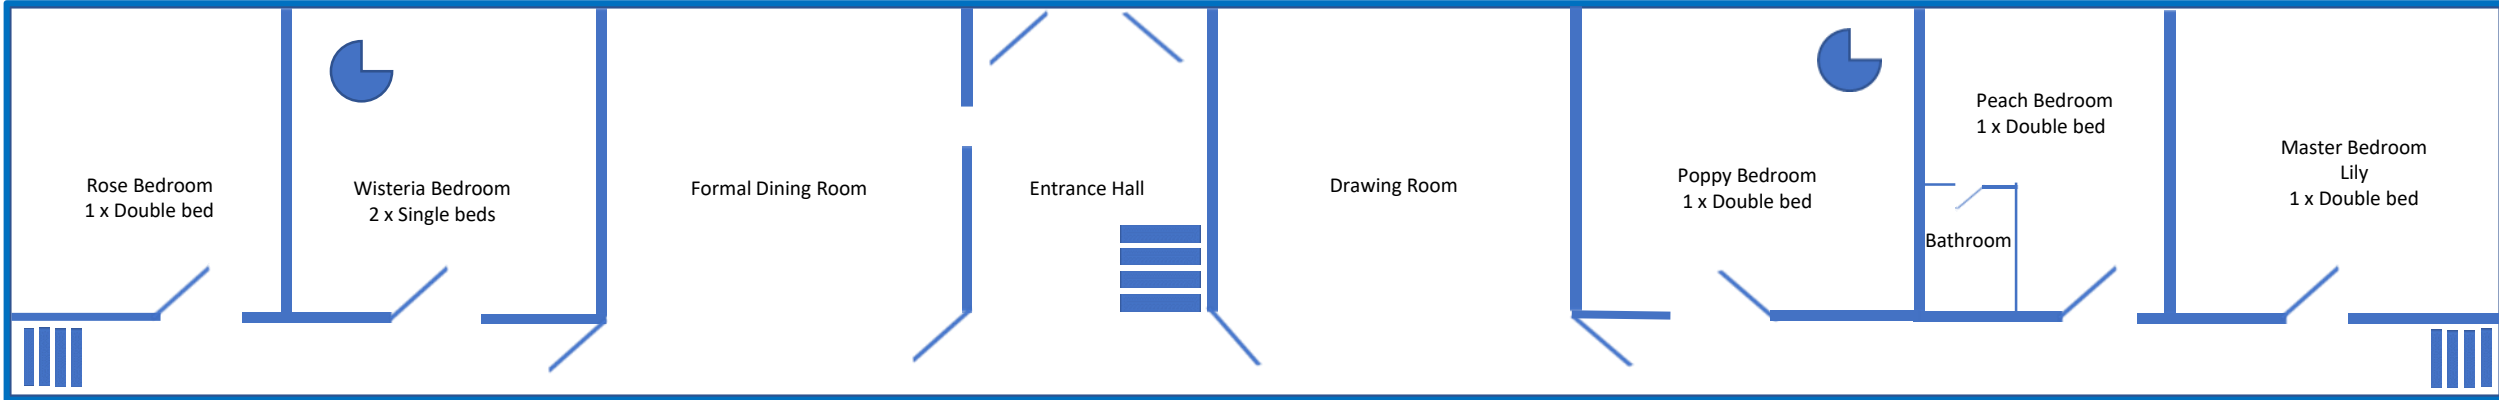 Rose Bedroom
1 x Double bed
Wisteria Bedroom
2 x Single beds
Formal Dining Room
Entrance Hall
Drawing Room
Poppy Bedroom
1 x Double bed
Peach Bedroom
1 x Double bed
Bathroom
Master Bedroom
Lily
1 x Double bed